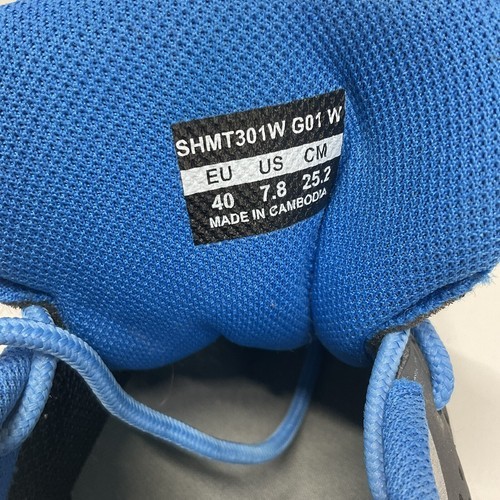 SHMT301W G01 W
EU US CM
40 7.8 25.2
MADE IN CAMBODIA